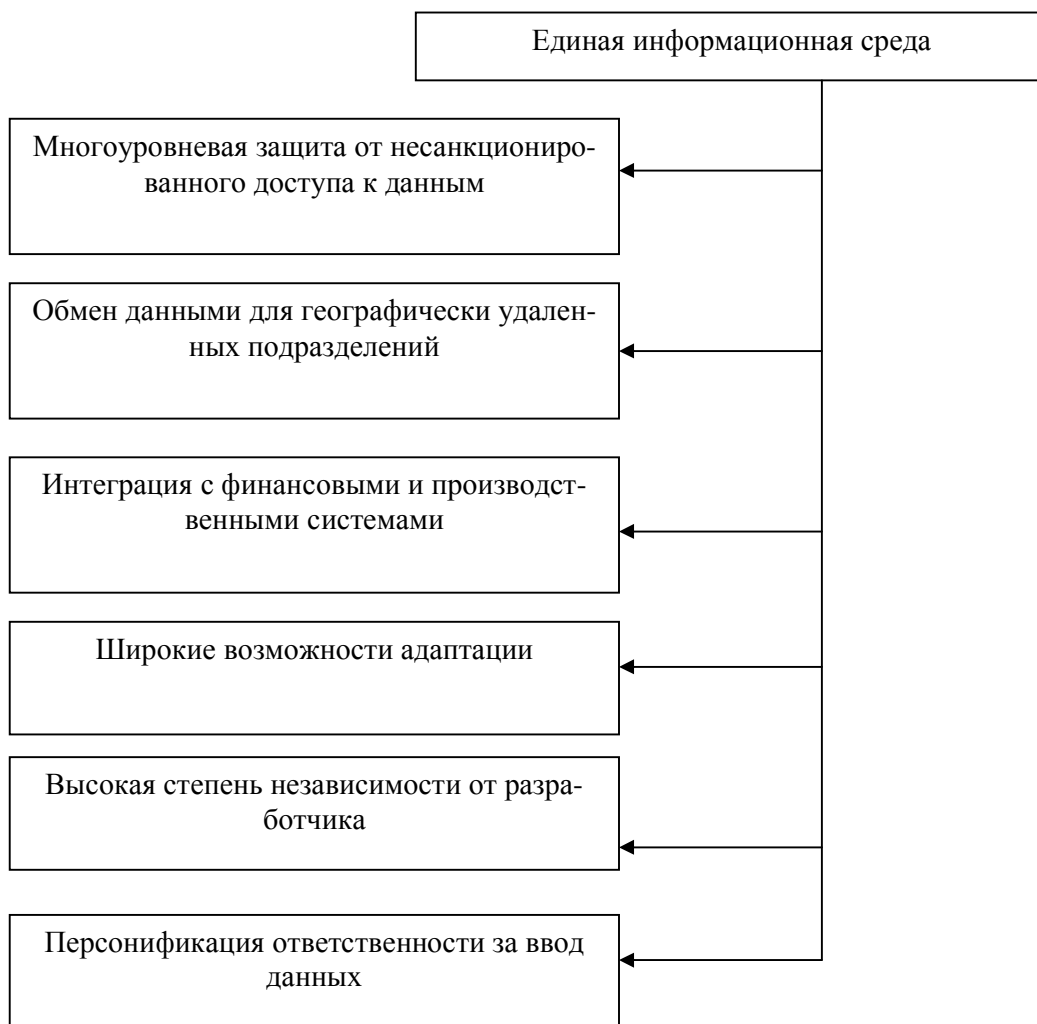 Единая информационная среда
Многоуровневая защита от несанкциониро-
ванного доступа к данным
Обмен данными для географически удален-
ных подразделений
Интеграция с финансовыми и производст-
венными системами
Широкие возможности адаптации
Высокая степень независимости от разра-
ботчика
Персонификация ответственности за ввод
данных